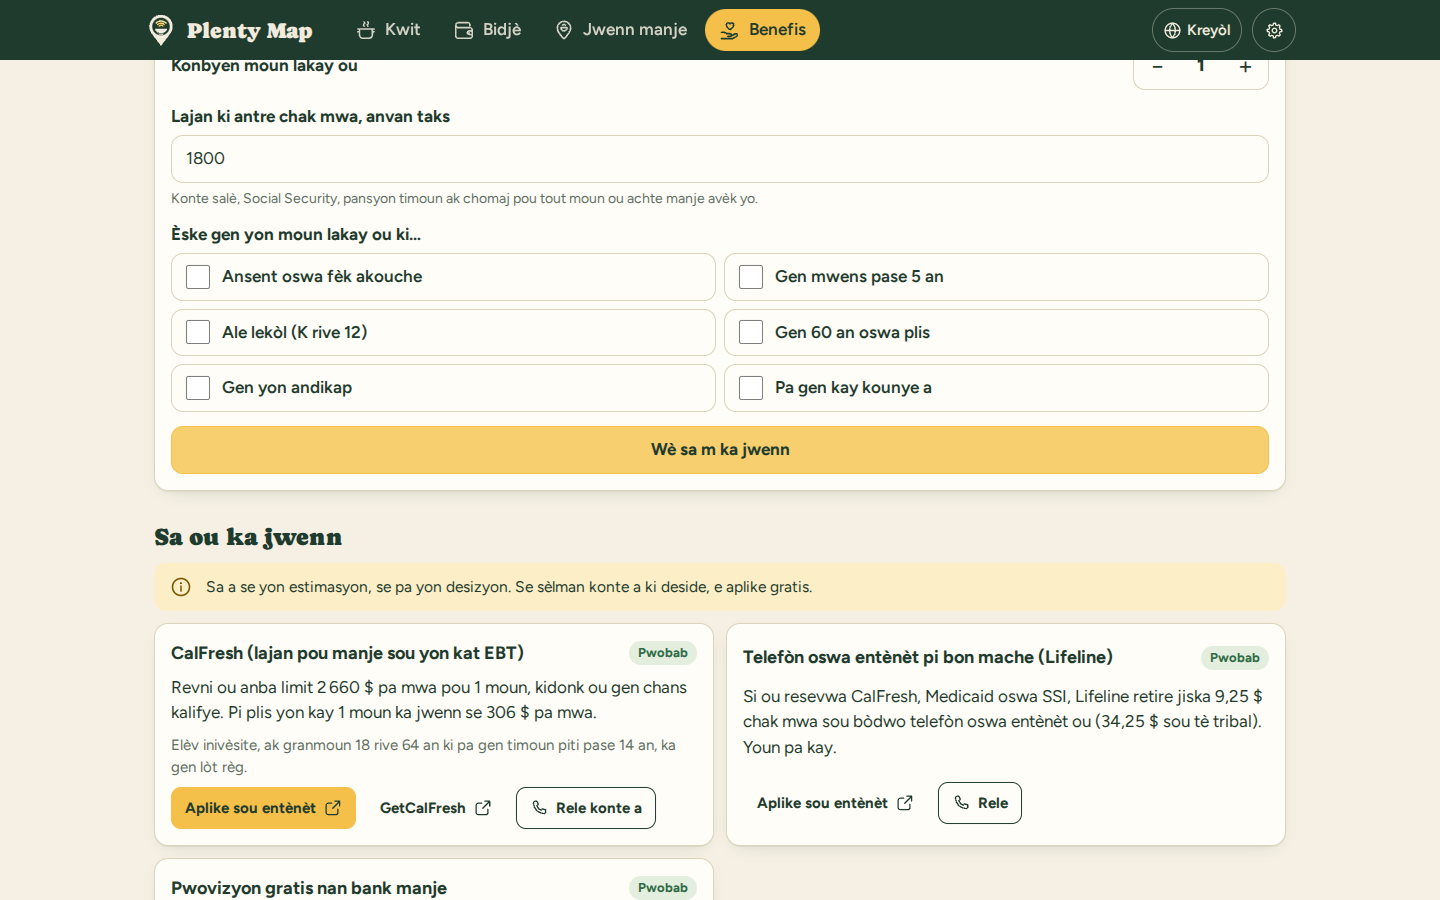 Plenty Map
Kwit
Bidjè
Jwenn manje
Benefis
Kreyòl
Konbyen moun lakay ou
− 1 +
Lajan ki antre chak mwa, anvan taks
1800
Konte salè, Social Security, pansyon timoun ak chomaj pou tout moun ou achte manje avèk yo.
Èske gen yon moun lakay ou ki...
Ansent oswa fèk akouche
Gen mwens pase 5 an
Ale lekòl (K rive 12)
Gen 60 an oswa plis
Gen yon andikap
Pa gen kay kounye a
Wè sa m ka jwenn
Sa ou ka jwenn
Sa a se yon estimasyon, se pa yon desizyon. Se sèlman konte a ki deside, e aplike gratis.
CalFresh (lajan pou manje sou yon kat EBT)
Pwobab
Revni ou anba limit 2 660 $ pa mwa pou 1 moun, kidonk ou gen chans
kalifye. Pi plis yon kay 1 moun ka jwenn se 306 $ pa mwa.
Elèv inivèsite, ak granmoun 18 rive 64 an ki pa gen timoun piti pase 14 an, ka
gen lòt règ.
Aplike sou entènèt
GetCalFresh
Rele konte a
Telefòn oswa entènèt pi bon mache (Lifeline)
Pwobab
Si ou resevwa CalFresh, Medicaid oswa SSI, Lifeline retire jiska 9,25 $
chak mwa sou bòdwo telefòn oswa entènèt ou (34,25 $ sou tè tribal).
Youn pa kay.
Aplike sou entènèt
Rele
Pwovizyon gratis nan bank manje
Pwobab